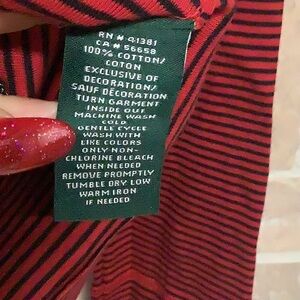 RN # 41381
CA # 56658
100% COTTON/
COTON
EXCLUSIVE OF
DECORATION/
SAUF DÉCORATION
TURN GARMENT
INSIDE OUT
MACHINE WASH
COLD
GENTLE CYCLE
WASH WITH
LIKE COLORS
ONLY NON-
CHLORINE BLEACH
WHEN NEEDED
REMOVE PROMPTLY
TUMBLE DRY LOW
WARM IRON
IF NEEDED